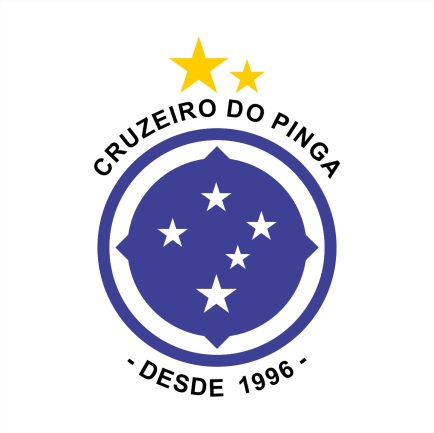 CRUZEIRO DO PINGA
- DESDE 1996 -